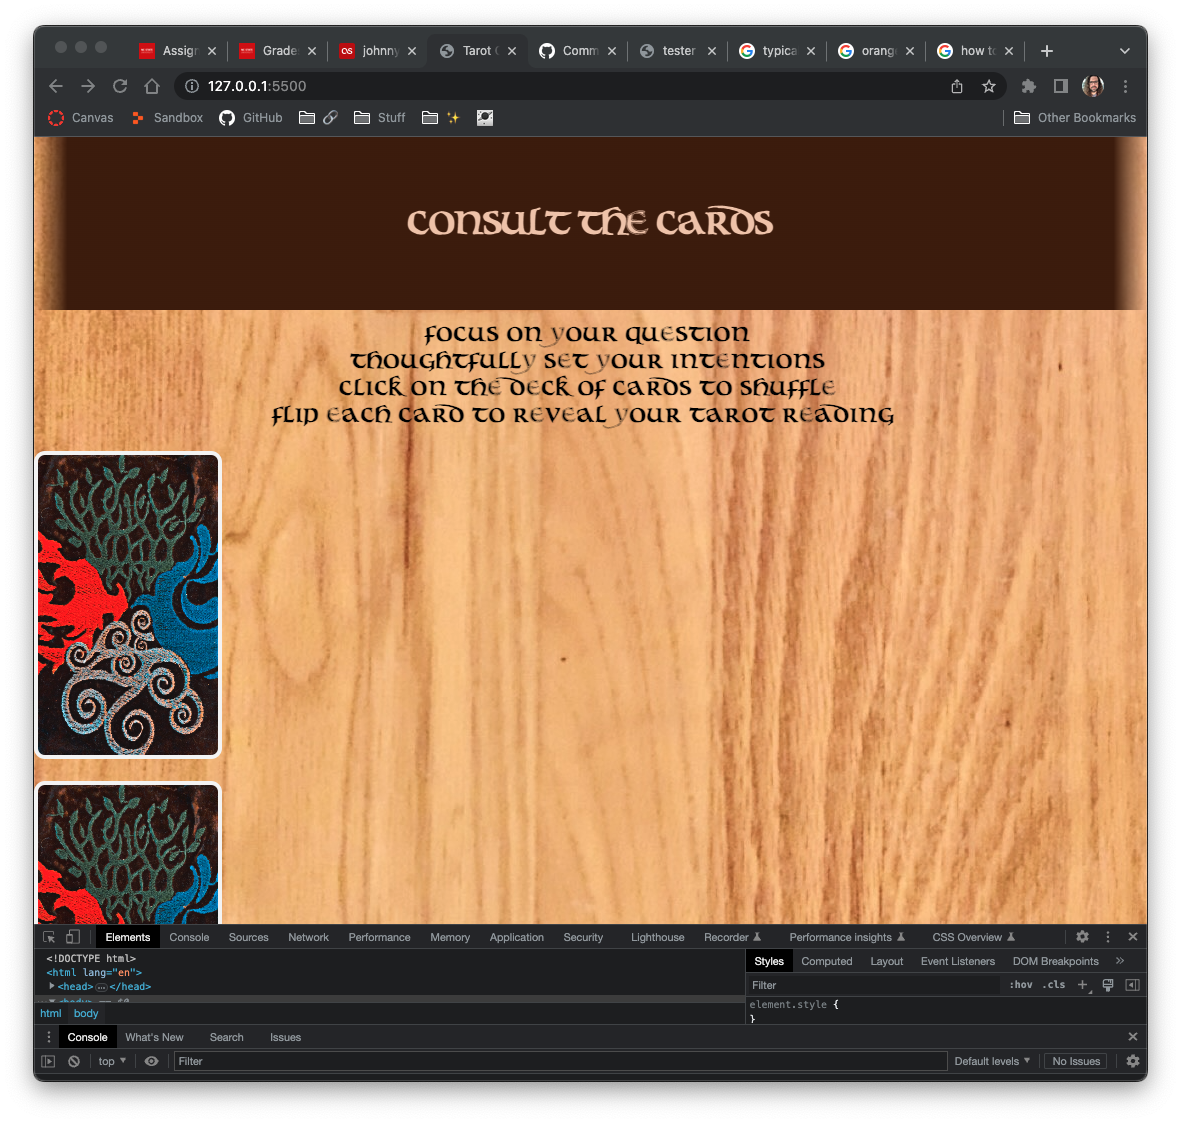 Assign
Grade:
johnny
Tarot C
Comm
tester
typica
orang
how to
127.0.0.1:5500
Canvas
Sandbox
GitHub
Stuff
Other Bookmarks
consult the cards
focus on your question
thoughtfully set your intentions
click on the deck of cards to shuffle
flip each card to reveal your tarot reading
Elements Console Sources Network Performance Memory Application Security Lighthouse Recorder Performance insights CSS Overview
<!DOCTYPE html>
<html lang="en">
<head>…</head>
<body> == $0
html body
Styles Computed Layout Event Listeners DOM Breakpoints »
Filter :hov .cls +
element.style {
}
Console What's New Search Issues
top Filter Default levels No Issues